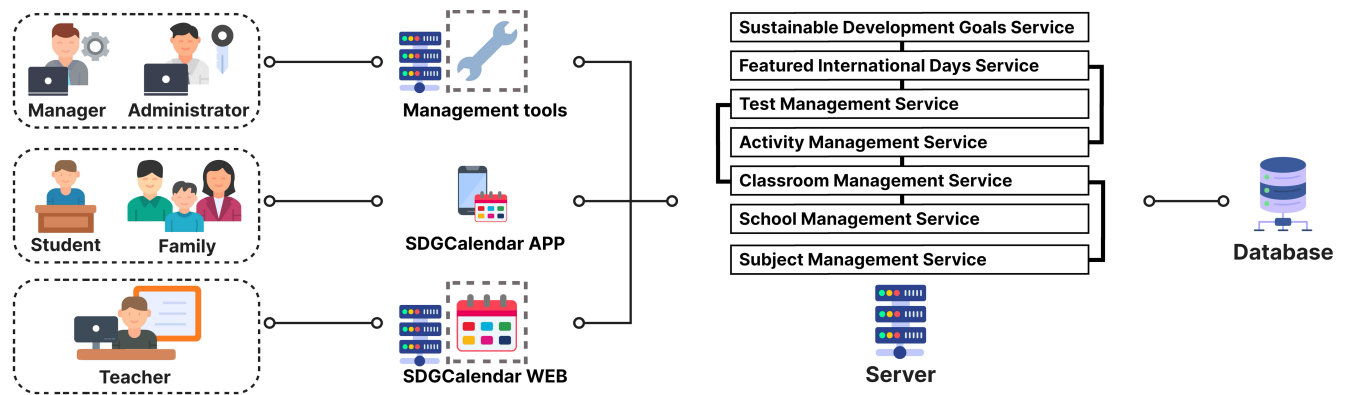 Manager
Administrator
Management tools
Student
Family
SDGCalendar APP
Teacher
SDGCalendar WEB
Sustainable Development Goals Service
Featured International Days Service
Test Management Service
Activity Management Service
Classroom Management Service
School Management Service
Subject Management Service
Server
Database